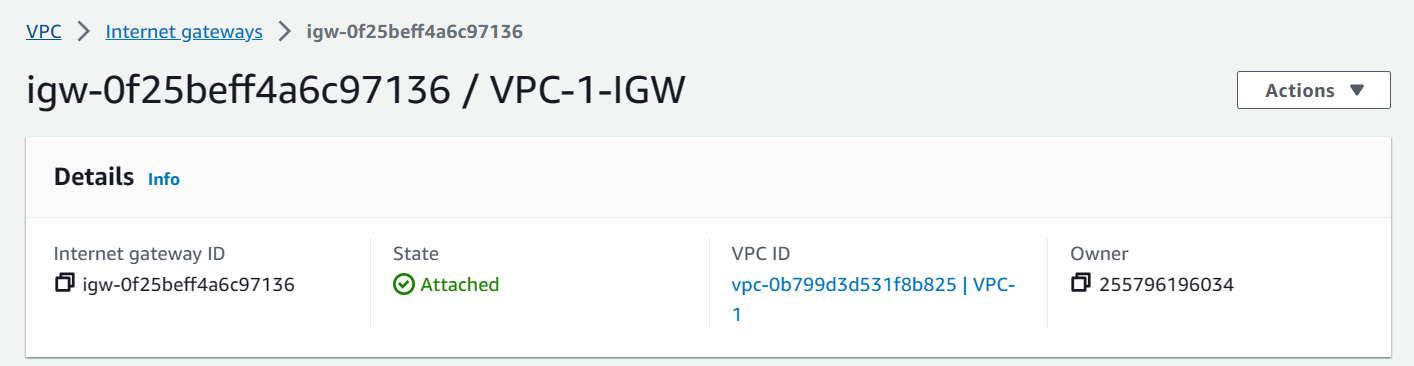 VPC > Internet gateways > igw-0f25beff4a6c97136
igw-0f25beff4a6c97136 / VPC-1-IGW
Actions ▼
Details Info
Internet gateway ID
igw-0f25beff4a6c97136
State
Attached
VPC ID
vpc-0b799d3d531f8b825 | VPC-
1
Owner
255796196034